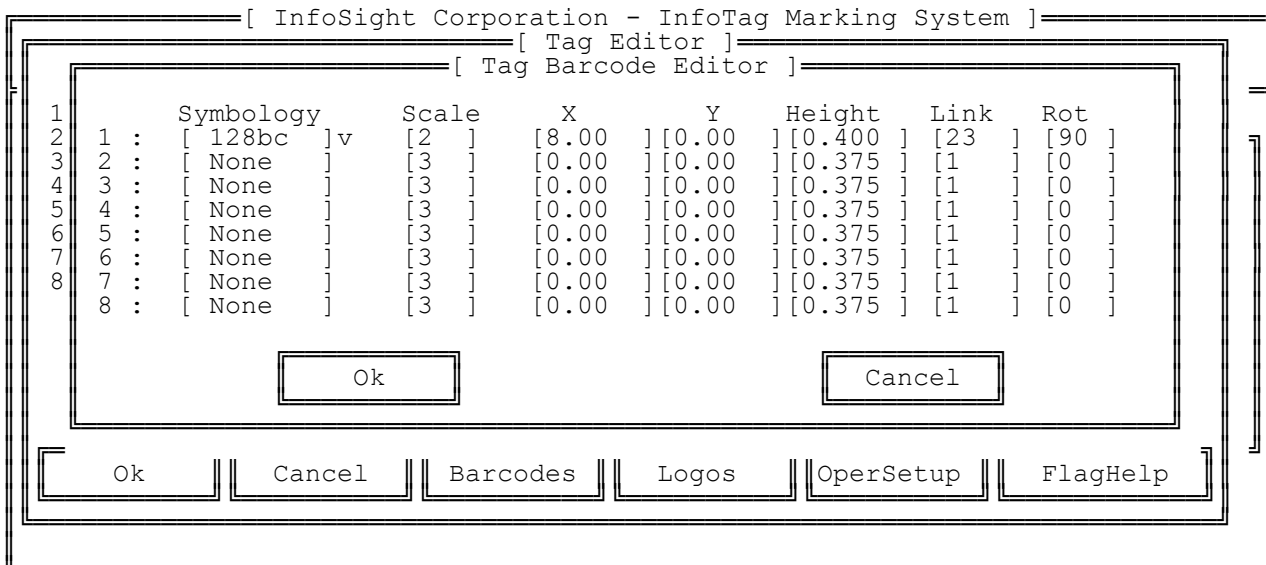 [ InfoSight Corporation - InfoTag Marking System ]
[ Tag Editor ]
[ Tag Barcode Editor ]
1 Symbology Scale X Y Height Link Rot
2 1 : [ 128bc ]v [2 ] [8.00 ][0.00 ][0.400 ] [23 ] [90 ]
3 2 : [ None ] [3 ] [0.00 ][0.00 ][0.375 ] [1 ] [0 ]
4 3 : [ None ] [3 ] [0.00 ][0.00 ][0.375 ] [1 ] [0 ]
5 4 : [ None ] [3 ] [0.00 ][0.00 ][0.375 ] [1 ] [0 ]
6 5 : [ None ] [3 ] [0.00 ][0.00 ][0.375 ] [1 ] [0 ]
7 6 : [ None ] [3 ] [0.00 ][0.00 ][0.375 ] [1 ] [0 ]
8 7 : [ None ] [3 ] [0.00 ][0.00 ][0.375 ] [1 ] [0 ]
8 : [ None ] [3 ] [0.00 ][0.00 ][0.375 ] [1 ] [0 ]
Ok Cancel
Ok Cancel Barcodes Logos OperSetup FlagHelp